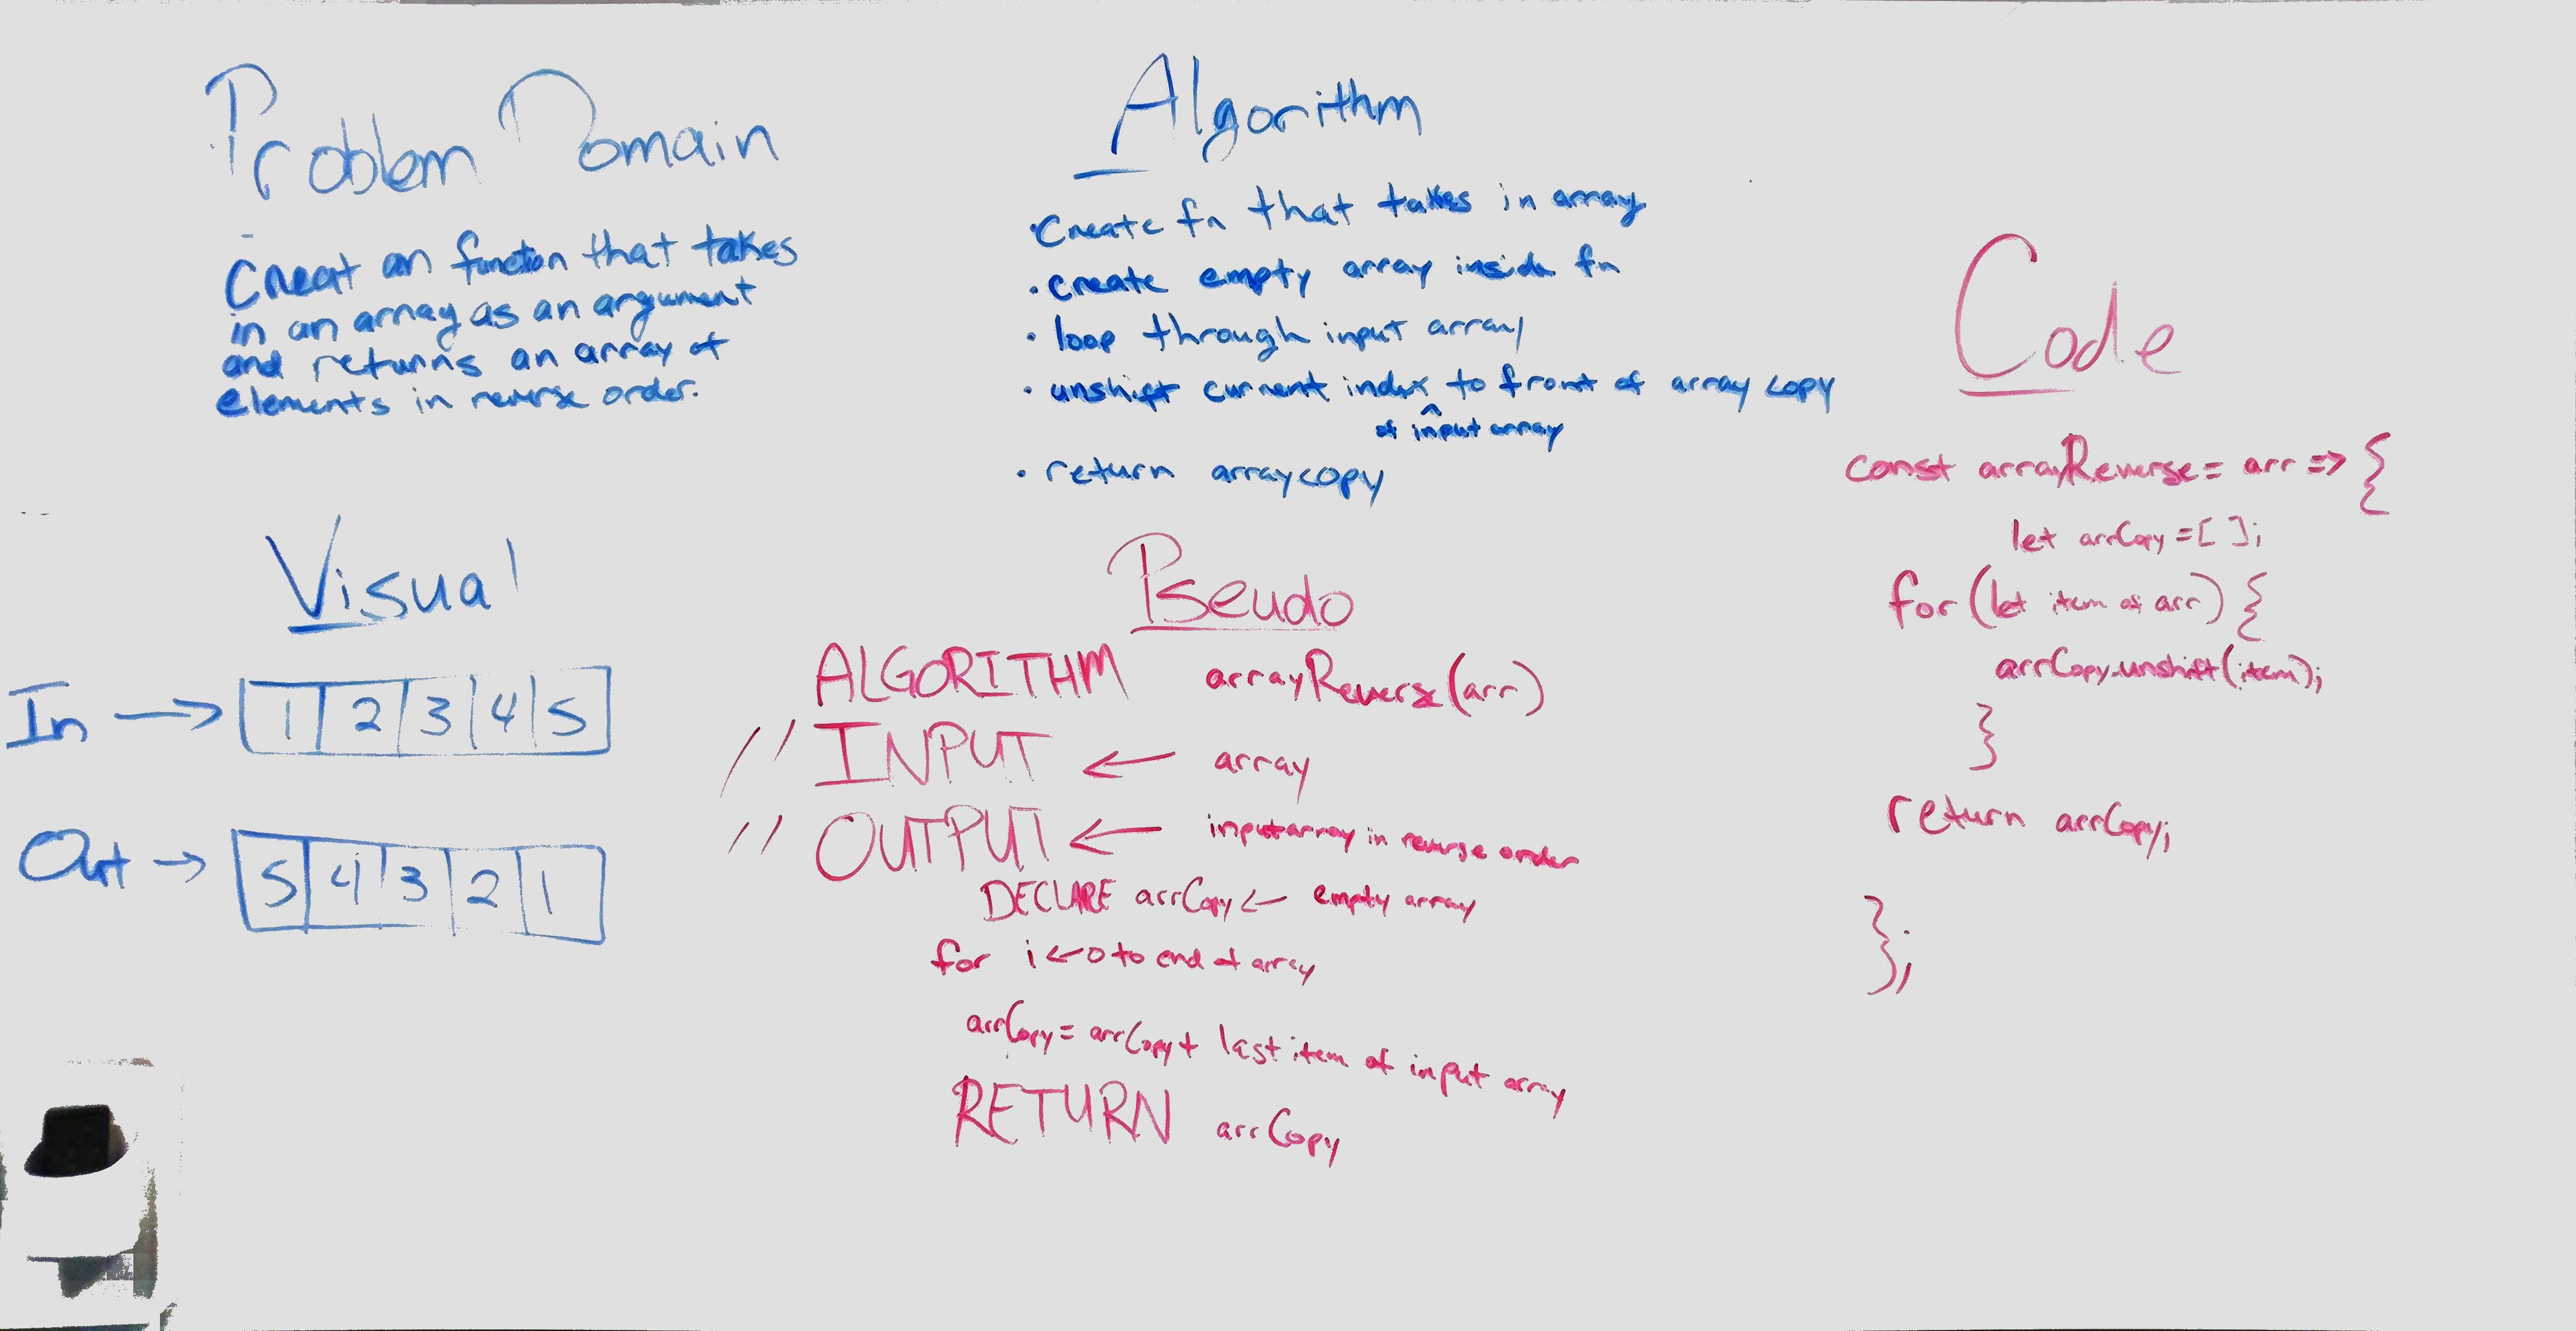 Problem Domain
Creat an function that takes
in an array as an argument
and returns an array of
elements in reverse order.
Visual
In → 1 2 3 4 5
Out → 5 4 3 2 1
Algorithm
· Create fn that takes in array
· create empty array inside fn
· loop through input array
· unshift current index to front of array copy
^
of input array
· return arraycopy
Pseudo
ALGORITHM arrayReverse(arr)
// INPUT ← array
// OUTPUT ← input array in reverse order
DECLARE arrCopy ← empty array
for i ← 0 to end of array
arrCopy = arrCopy + last item of input array
RETURN arrCopy
Code
const arrayReverse = arr => {
let arrCopy = [ ];
for (let item of arr) {
arrCopy.unshift(item);
}
return arrCopy;
};